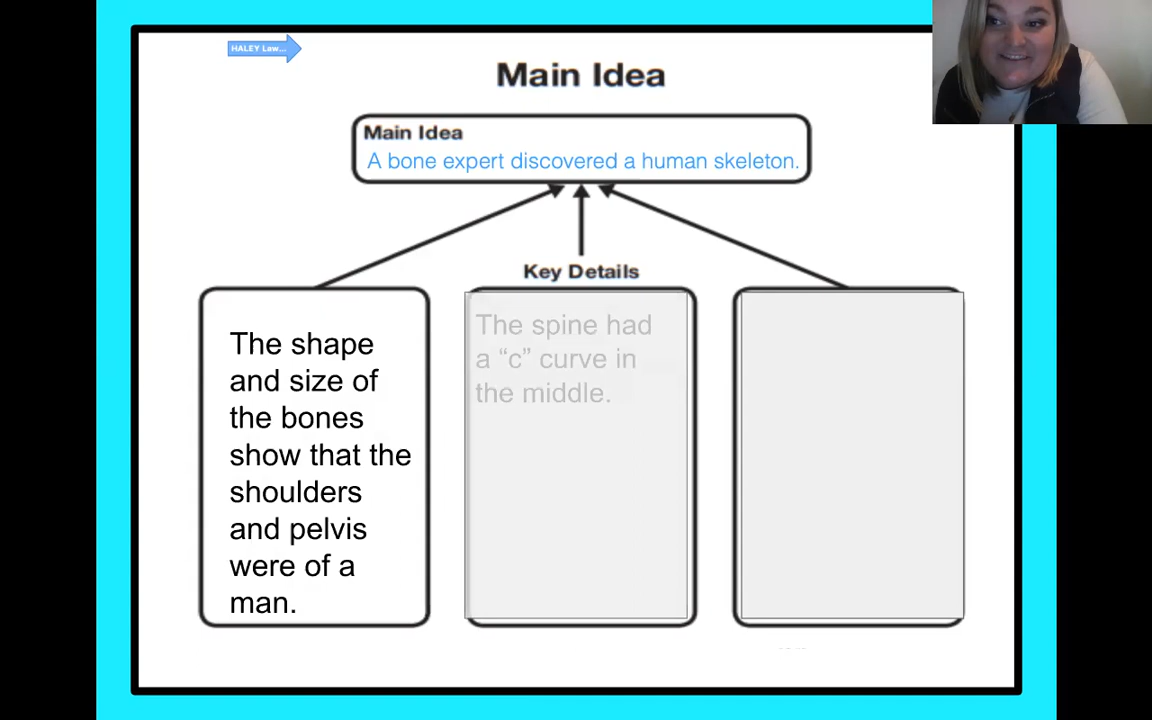 HALEY Law...
Main Idea
Main Idea
A bone expert discovered a human skeleton.
Key Details
The shape
and size of
the bones
show that the
shoulders
and pelvis
were of a
man.
The spine had
a “c” curve in
the middle.